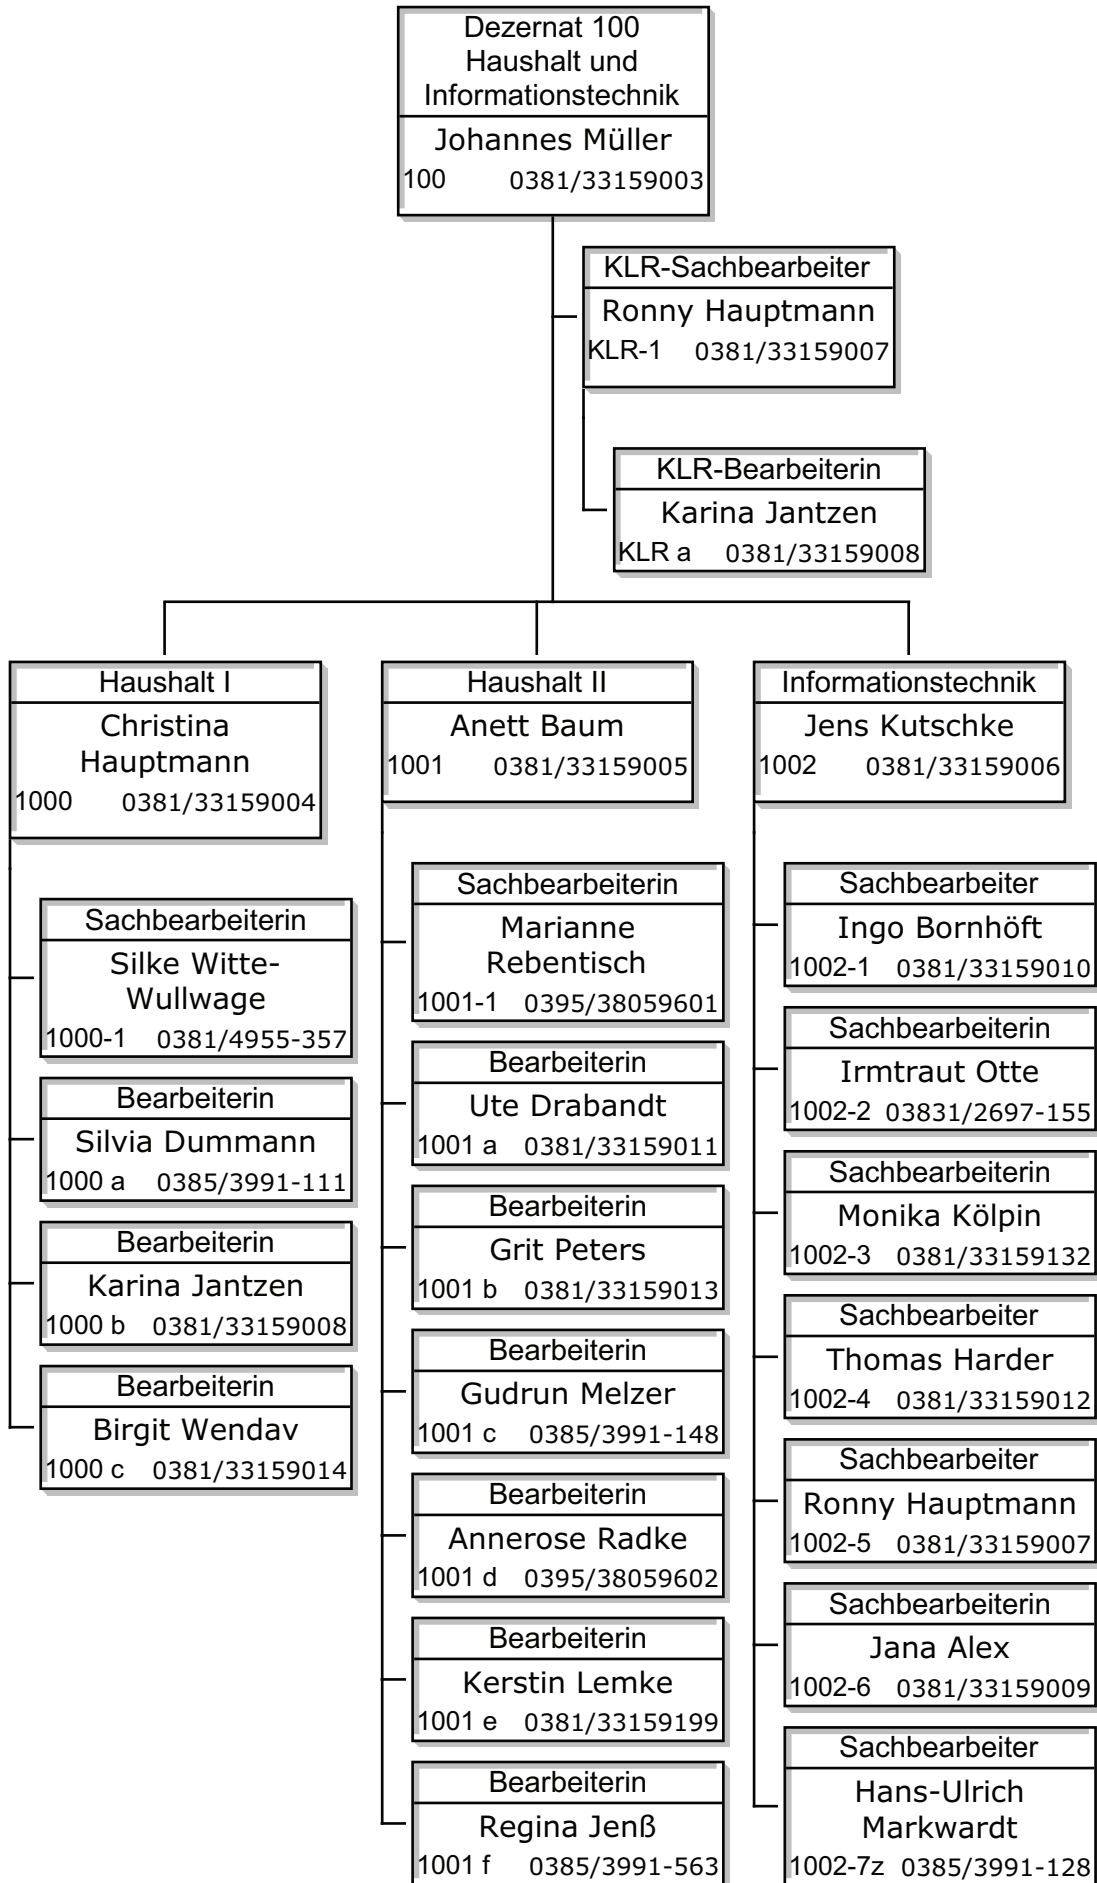 Dezernat 100
Haushalt und
Informationstechnik
Johannes Müller
100 0381/33159003
KLR-Sachbearbeiter
Ronny Hauptmann
KLR-1 0381/33159007
KLR-Bearbeiterin
Karina Jantzen
KLR a 0381/33159008
Haushalt I
Christina
Hauptmann
1000 0381/33159004
Sachbearbeiterin
Silke Witte-
Wullwage
1000-1 0381/4955-357
Bearbeiterin
Silvia Dummann
1000 a 0385/3991-111
Bearbeiterin
Karina Jantzen
1000 b 0381/33159008
Bearbeiterin
Birgit Wendav
1000 c 0381/33159014
Haushalt II
Anett Baum
1001 0381/33159005
Sachbearbeiterin
Marianne
Rebentisch
1001-1 0395/38059601
Bearbeiterin
Ute Drabandt
1001 a 0381/33159011
Bearbeiterin
Grit Peters
1001 b 0381/33159013
Bearbeiterin
Gudrun Melzer
1001 c 0385/3991-148
Bearbeiterin
Annerose Radke
1001 d 0395/38059602
Bearbeiterin
Kerstin Lemke
1001 e 0381/33159199
Bearbeiterin
Regina Jenß
1001 f 0385/3991-563
Informationstechnik
Jens Kutschke
1002 0381/33159006
Sachbearbeiter
Ingo Bornhöft
1002-1 0381/33159010
Sachbearbeiterin
Irmtraut Otte
1002-2 03831/2697-155
Sachbearbeiterin
Monika Kölpin
1002-3 0381/33159132
Sachbearbeiter
Thomas Harder
1002-4 0381/33159012
Sachbearbeiter
Ronny Hauptmann
1002-5 0381/33159007
Sachbearbeiterin
Jana Alex
1002-6 0381/33159009
Sachbearbeiter
Hans-Ulrich
Markwardt
1002-7z 0385/3991-128